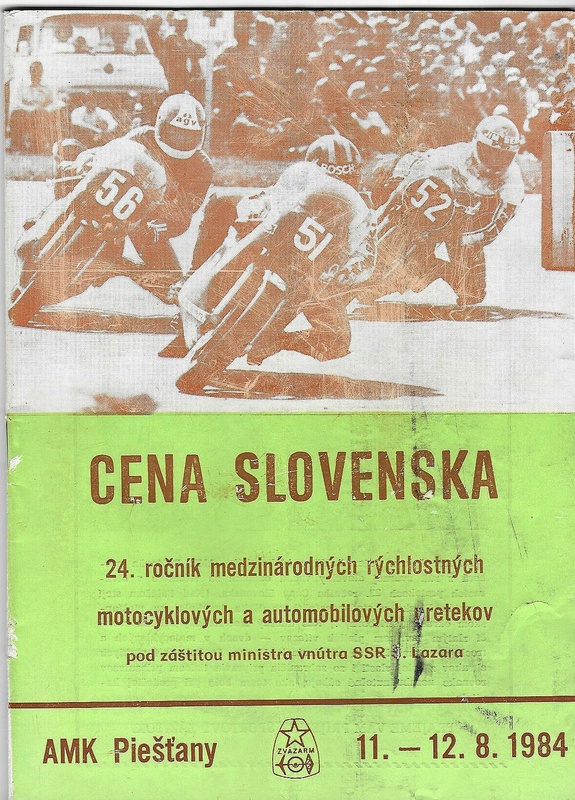 agv
BOSCH
56
51
52
CENA SLOVENSKA
24. ročník medzinárodných rýchlostných
motocyklových a automobilových pretekov
pod záštitou ministra vnútra SSR Š. Lazara
AMK Piešťany
ZVÄZARM
11. – 12. 8. 1984